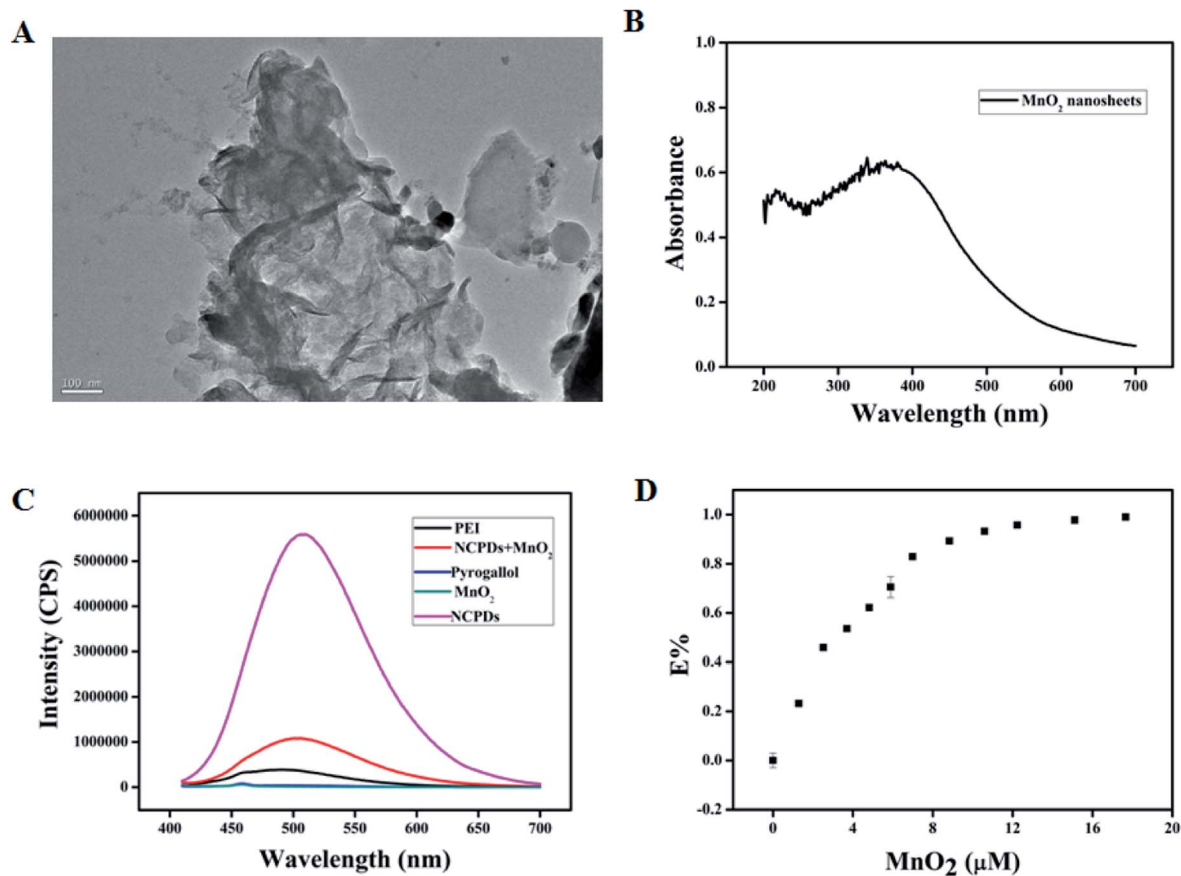 A
100 nm
B
Absorbance
1.0
0.8
0.6
0.4
0.2
0.0
MnO₂ nanosheets
200 300 400 500 600 700
Wavelength (nm)
C
Intensity (CPS)
6000000
5000000
4000000
3000000
2000000
1000000
0
PEI
NCPDs+MnO₂
Pyrogallol
MnO₂
NCPDs
400 450 500 550 600 650 700
Wavelength (nm)
D
E%
1.0
0.8
0.6
0.4
0.2
0.0
-0.2
0 4 8 12 16 20
MnO₂ (μM)